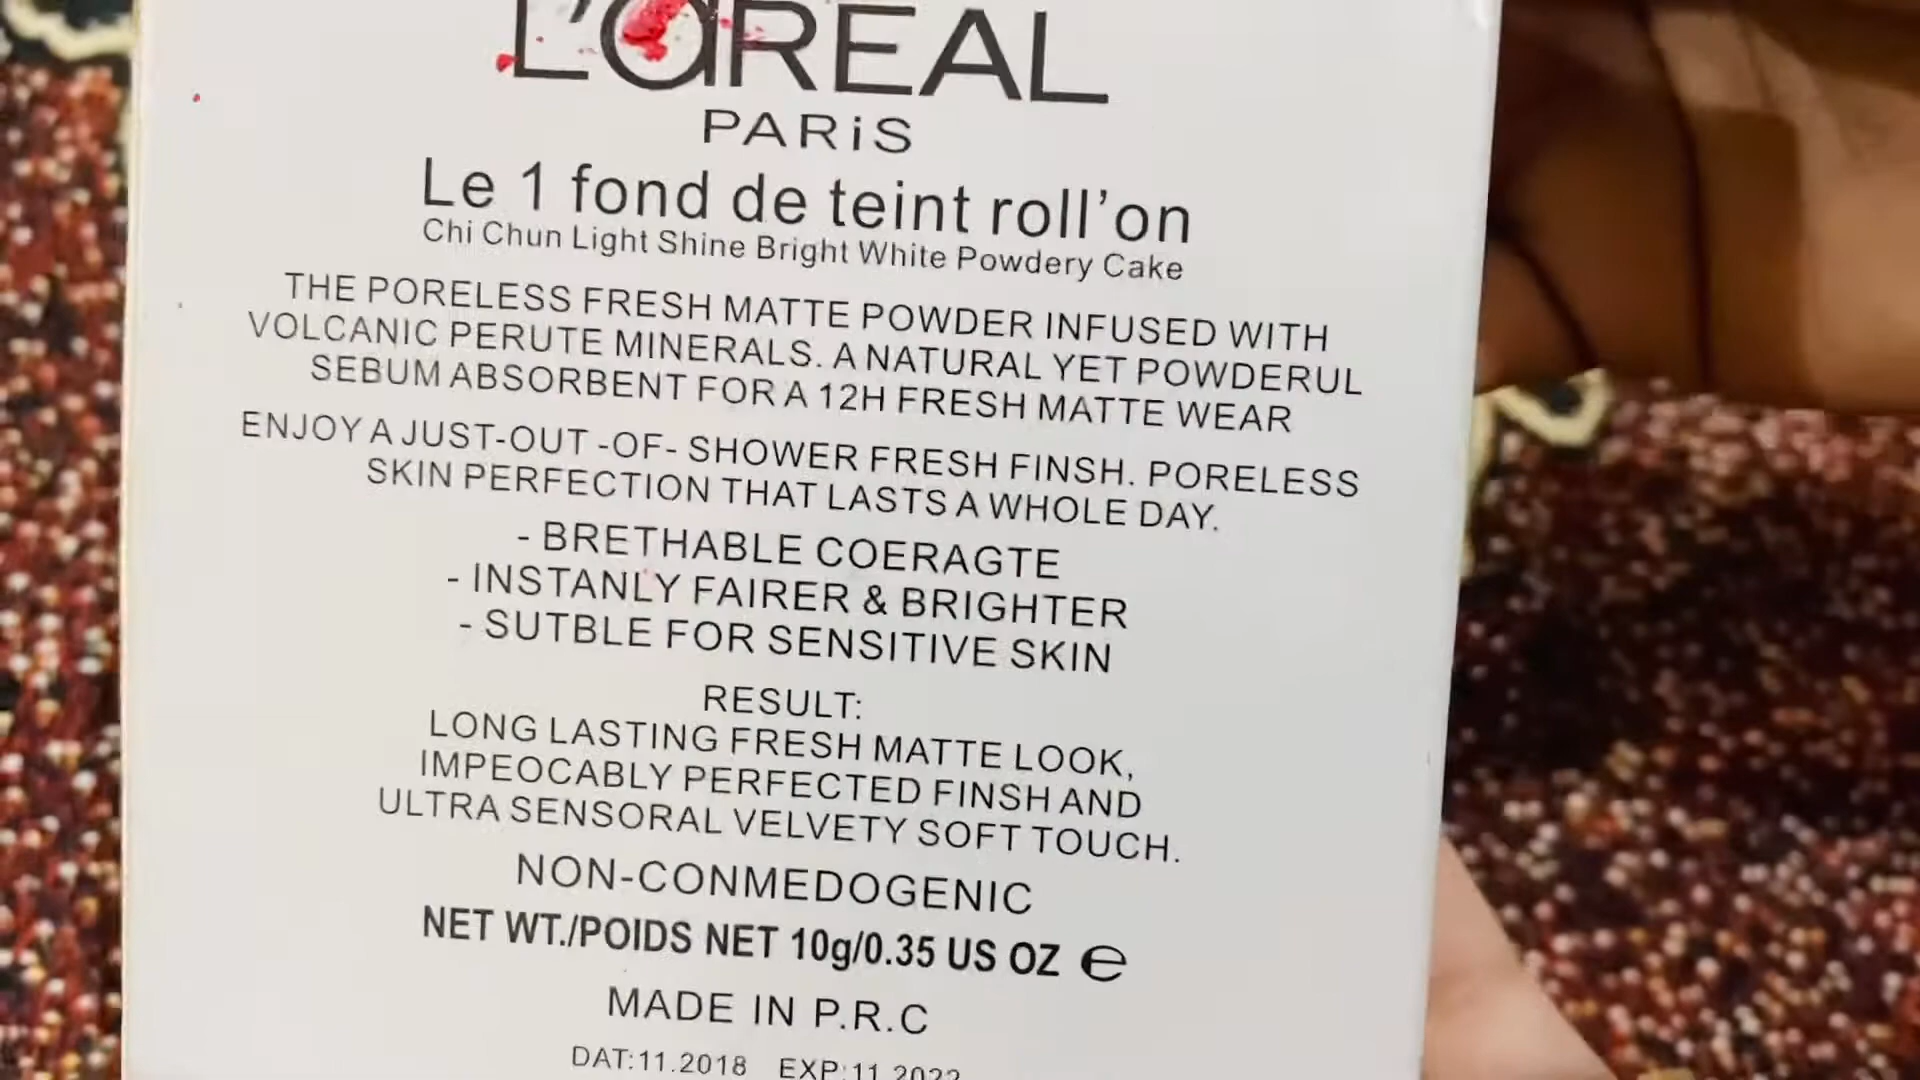 L'OREAL
PARiS
Le 1 fond de teint roll'on
Chi Chun Light Shine Bright White Powdery Cake
THE PORELESS FRESH MATTE POWDER INFUSED WITH
VOLCANIC PERUTE MINERALS. A NATURAL YET POWDERUL
SEBUM ABSORBENT FOR A 12H FRESH MATTE WEAR
ENJOY A JUST-OUT -OF- SHOWER FRESH FINSH. PORELESS
SKIN PERFECTION THAT LASTS A WHOLE DAY.
- BRETHABLE COERAGTE
- INSTANLY FAIRER & BRIGHTER
- SUTBLE FOR SENSITIVE SKIN
RESULT:
LONG LASTING FRESH MATTE LOOK,
IMPEOCABLY PERFECTED FINSH AND
ULTRA SENSORAL VELVETY SOFT TOUCH.
NON-CONMEDOGENIC
NET WT./POIDS NET 10g/0.35 US OZ e
MADE IN P.R.C
DAT:11.2018 EXP:11.2022